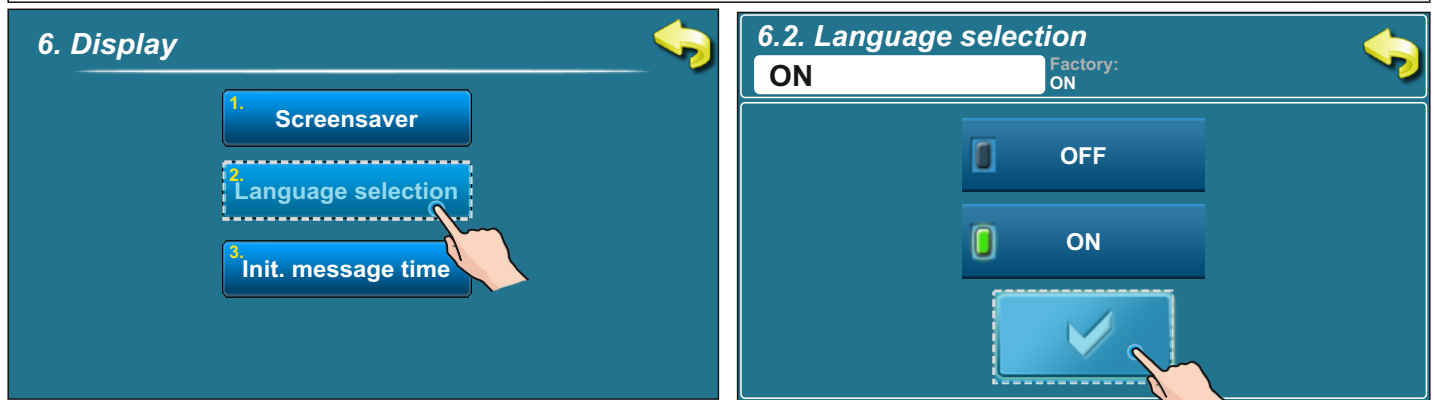 6. Display
1.
Screensaver
2.
Language selection
3.
Init. message time
6.2. Language selection
ON
Factory:
ON
OFF
ON